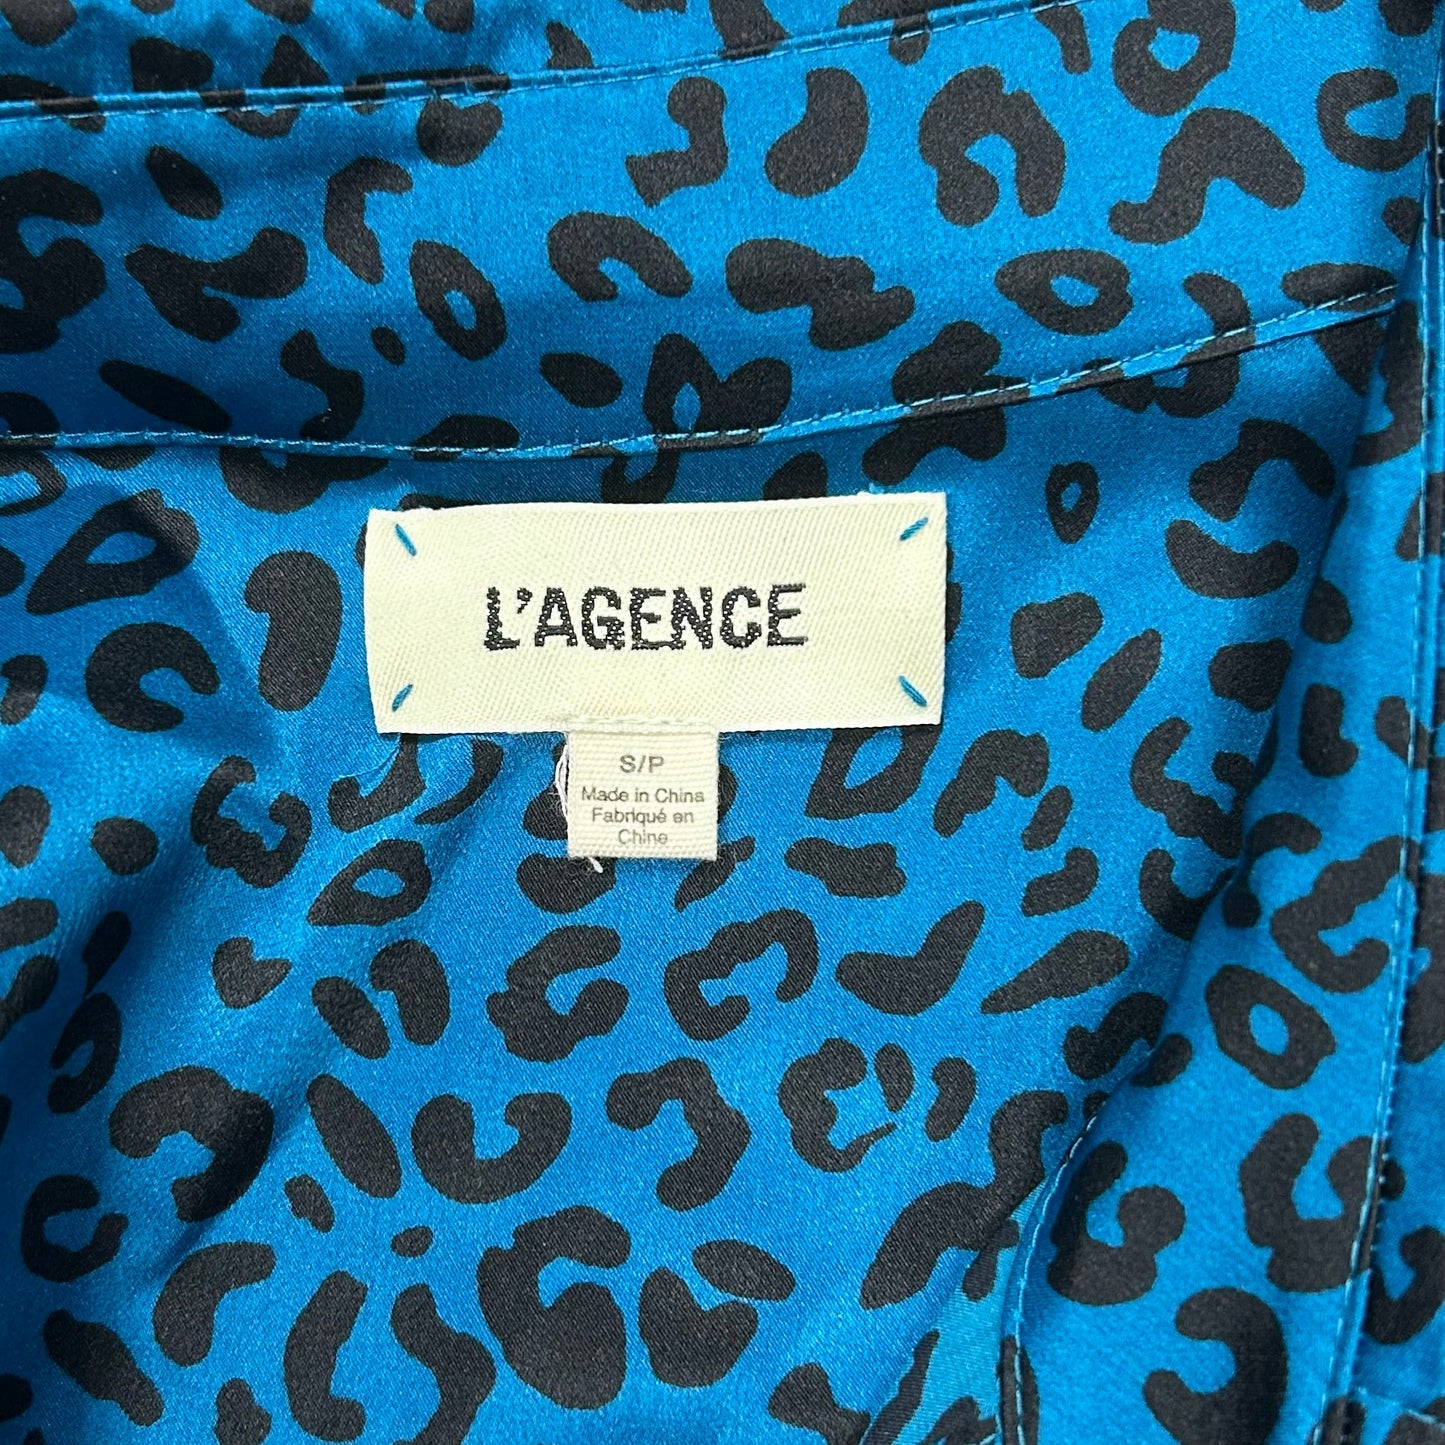 L'AGENCE
S/P
Made in China
Fabriqué en
Chine